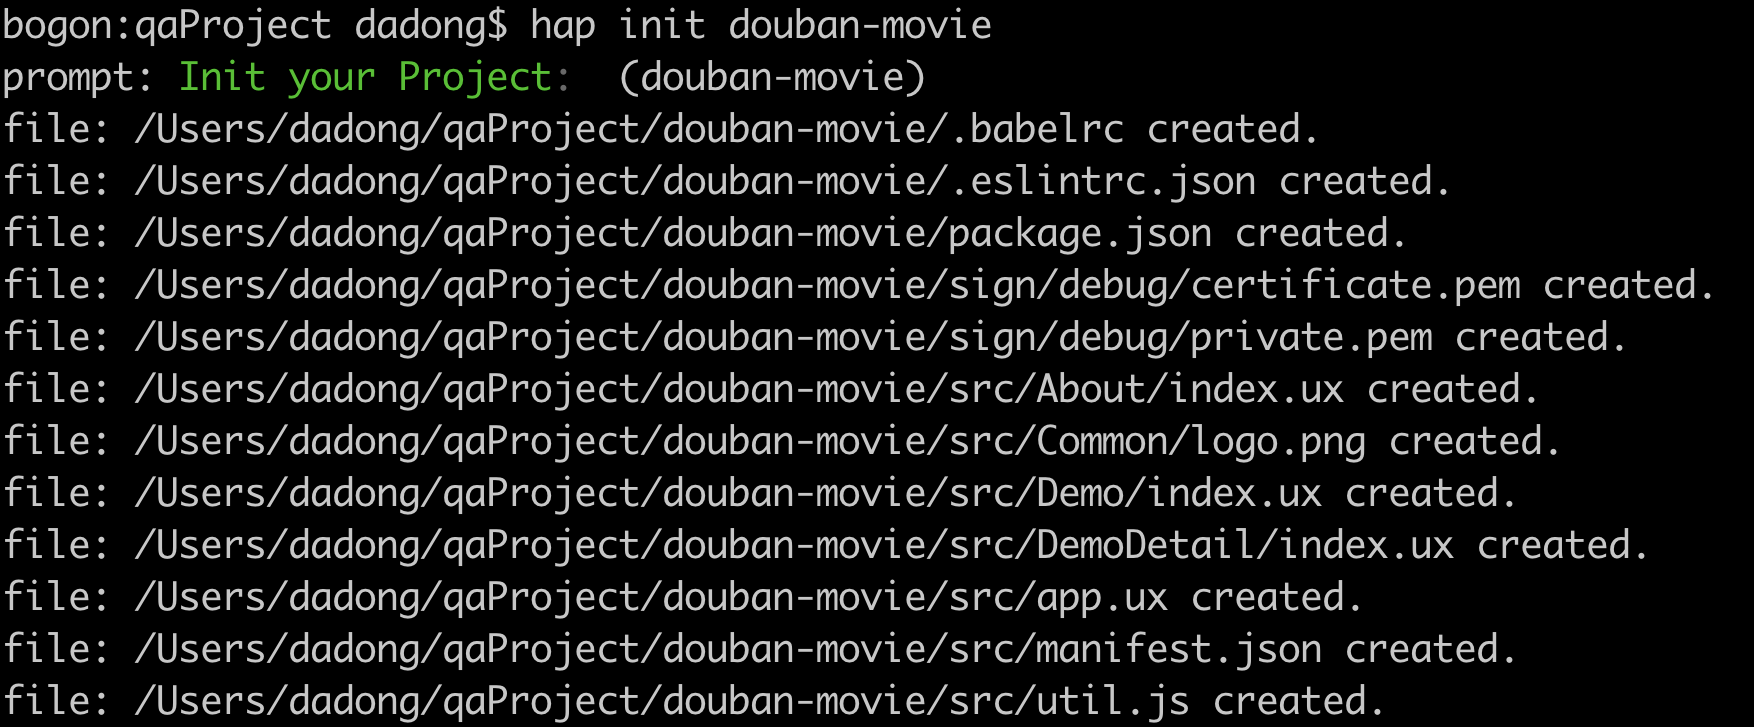 bogon:qaProject dadong$ hap init douban-movie
prompt: Init your Project:  (douban-movie)
file: /Users/dadong/qaProject/douban-movie/.babelrc created.
file: /Users/dadong/qaProject/douban-movie/.eslintrc.json created.
file: /Users/dadong/qaProject/douban-movie/package.json created.
file: /Users/dadong/qaProject/douban-movie/sign/debug/certificate.pem created.
file: /Users/dadong/qaProject/douban-movie/sign/debug/private.pem created.
file: /Users/dadong/qaProject/douban-movie/src/About/index.ux created.
file: /Users/dadong/qaProject/douban-movie/src/Common/logo.png created.
file: /Users/dadong/qaProject/douban-movie/src/Demo/index.ux created.
file: /Users/dadong/qaProject/douban-movie/src/DemoDetail/index.ux created.
file: /Users/dadong/qaProject/douban-movie/src/app.ux created.
file: /Users/dadong/qaProject/douban-movie/src/manifest.json created.
file: /Users/dadong/qaProject/douban-movie/src/util.js created.